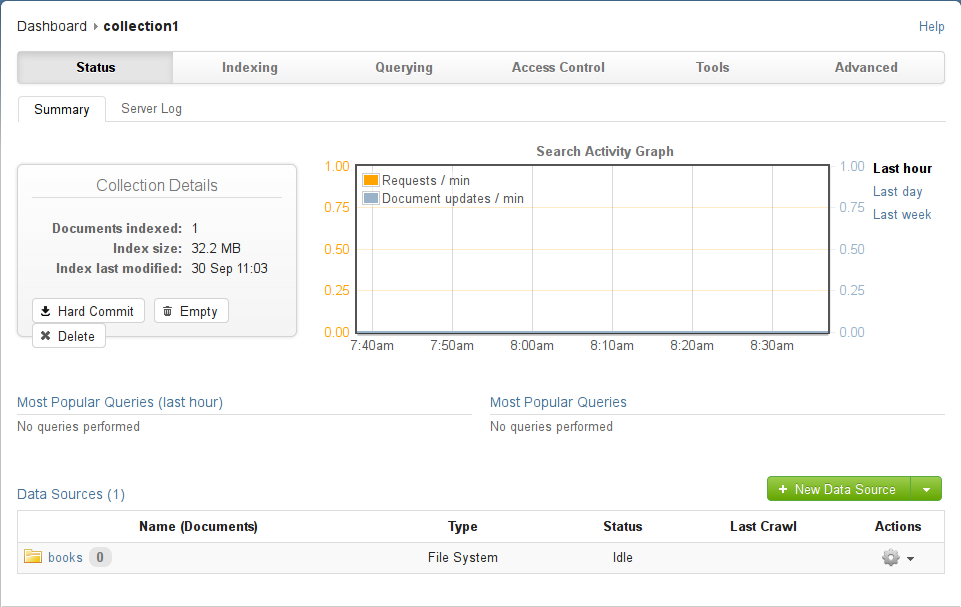 Dashboard collection1 Help
Status Indexing Querying Access Control Tools Advanced
Summary Server Log
Collection Details
Documents indexed: 1
Index size: 32.2 MB
Index last modified: 30 Sep 11:03
Hard Commit Empty
Delete
Search Activity Graph
1.00 1.00
0.75 0.75
0.50 0.50
0.25 0.25
0.00 0.00
Requests / min
Document updates / min
7:40am 7:50am 8:00am 8:10am 8:20am 8:30am
Last hour
Last day
Last week
Most Popular Queries (last hour)
No queries performed
Most Popular Queries
No queries performed
Data Sources (1) + New Data Source
Name (Documents) Type Status Last Crawl Actions
books 0 File System Idle